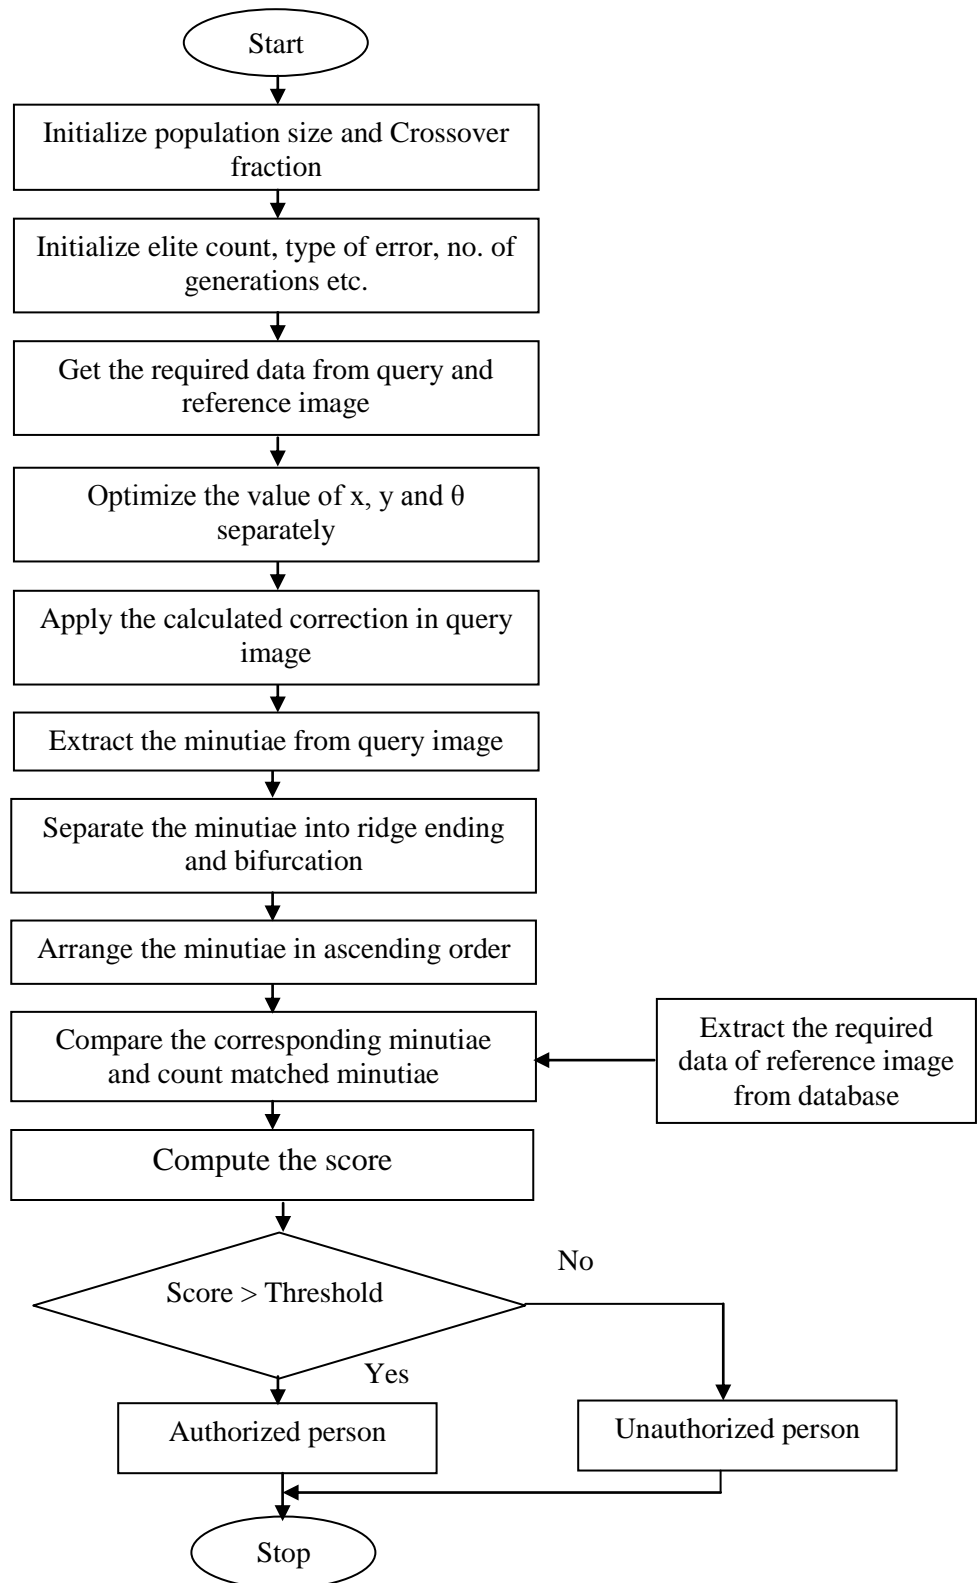 Start
Initialize population size and Crossover
fraction
Initialize elite count, type of error, no. of
generations etc.
Get the required data from query and
reference image
Optimize the value of x, y and θ
separately
Apply the calculated correction in query
image
Extract the minutiae from query image
Separate the minutiae into ridge ending
and bifurcation
Arrange the minutiae in ascending order
Compare the corresponding minutiae
and count matched minutiae
Extract the required
data of reference image
from database
Compute the score
Score > Threshold
No
Yes
Authorized person
Unauthorized person
Stop